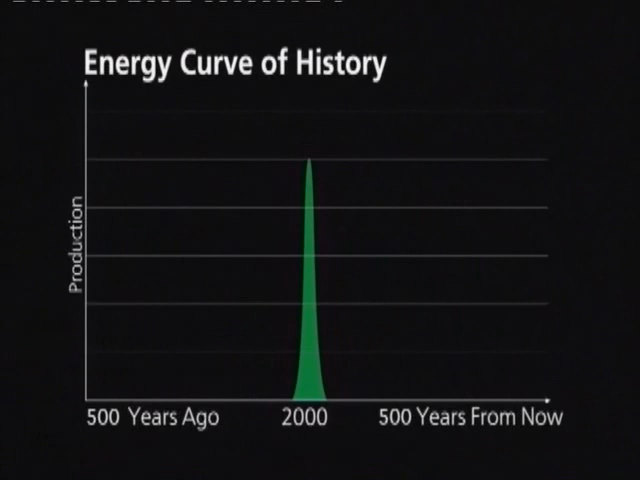 Energy Curve of History
Production
500 Years Ago
2000
500 Years From Now